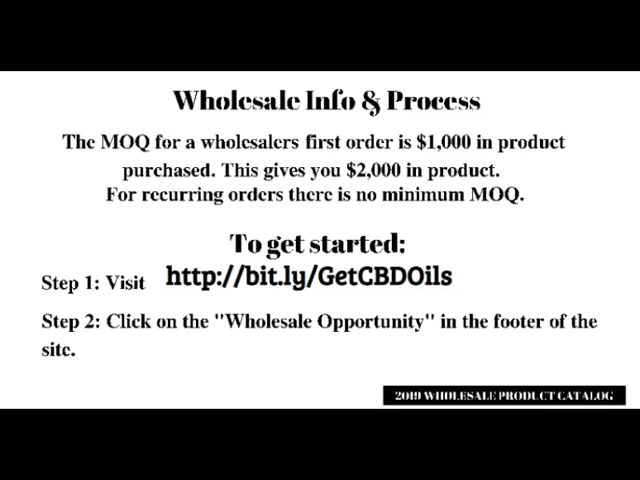 Wholesale Info & Process
The MOQ for a wholesalers first order is $1,000 in product
purchased. This gives you $2,000 in product.
For recurring orders there is no minimum MOQ.
To get started:
Step 1: Visit http://bit.ly/GetCBDOils
Step 2: Click on the "Wholesale Opportunity" in the footer of the
site.
2019 WHOLESALE PRODUCT CATALOG